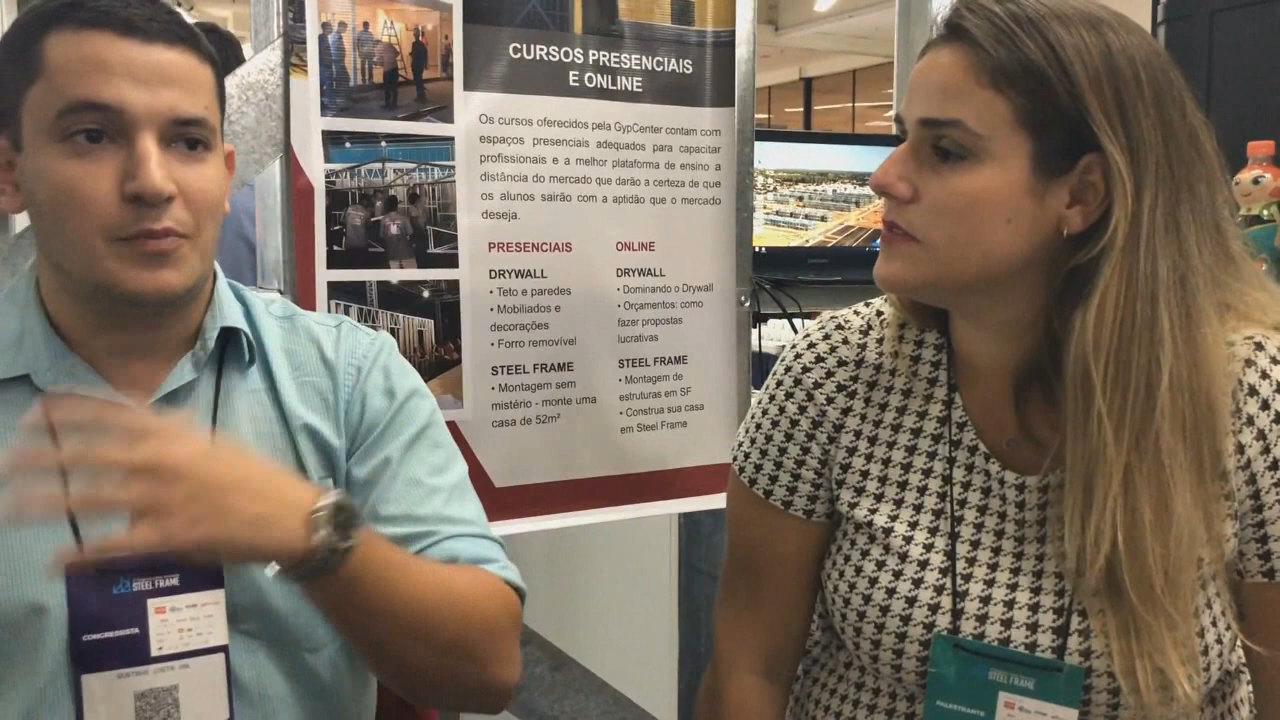 CURSOS PRESENCIAIS
E ONLINE
Os cursos oferecidos pela GypCenter contam com
espaços presenciais adequados para capacitar
profissionais e a melhor plataforma de ensino a
distância do mercado que darão a certeza de que
os alunos sairão com a aptidão que o mercado
deseja.
PRESENCIAIS
DRYWALL
• Teto e paredes
• Mobiliados e
decorações
• Forro removível
STEEL FRAME
• Montagem sem
mistério - monte uma
casa de 52m²
ONLINE
DRYWALL
• Dominando o Drywall
• Orçamentos: como
fazer propostas
lucrativas
STEEL FRAME
• Montagem de
estruturas em SF
• Construa sua casa
em Steel Frame
STEEL FRAME
CONGRESSISTA
STEEL FRAME
PALESTRANTE